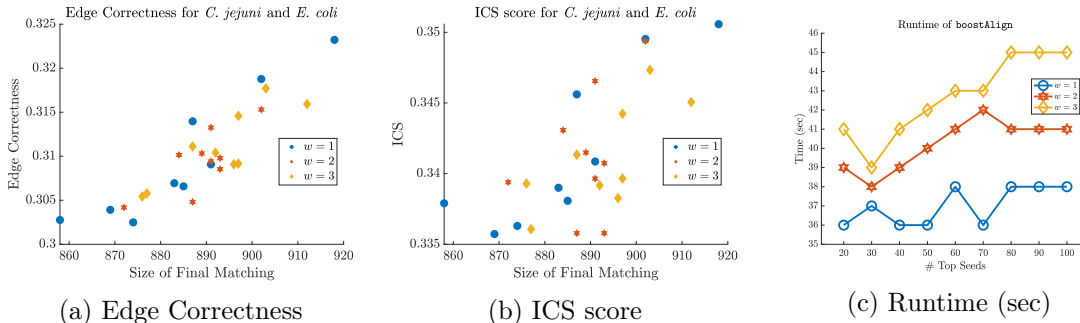 Edge Correctness for C. jejuni and E. coli
0.325
0.32
0.315
0.31
0.305
0.3
Edge Correctness
w = 1
w = 2
w = 3
860 870 880 890 900 910 920
Size of Final Matching
(a) Edge Correctness
ICS score for C. jejuni and E. coli
0.35
0.345
0.34
0.335
ICS
w = 1
w = 2
w = 3
860 870 880 890 900 910 920
Size of Final Matching
(b) ICS score
Runtime of boostAlign
46
45
44
43
42
41
40
39
38
37
36
35
Time (sec)
w = 1
w = 2
w = 3
20 30 40 50 60 70 80 90 100
# Top Seeds
(c) Runtime (sec)